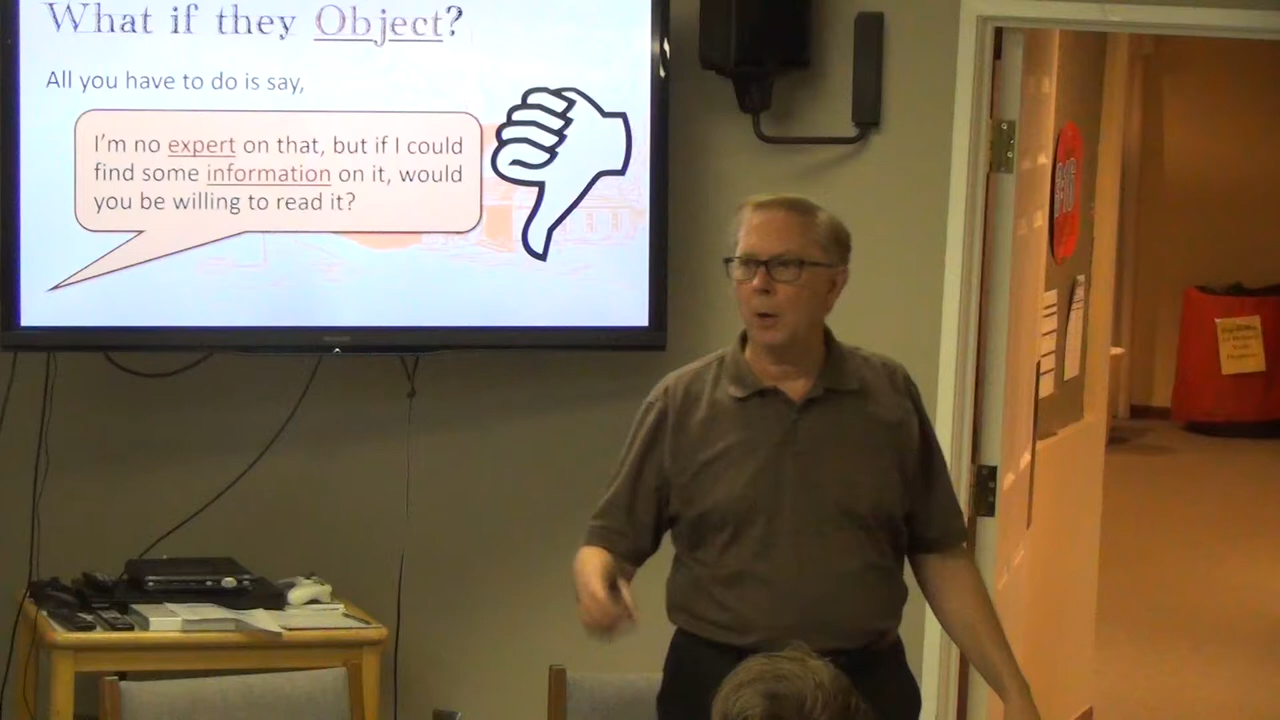 What if they Object?
All you have to do is say,
I'm no expert on that, but if I could
find some information on it, would
you be willing to read it?